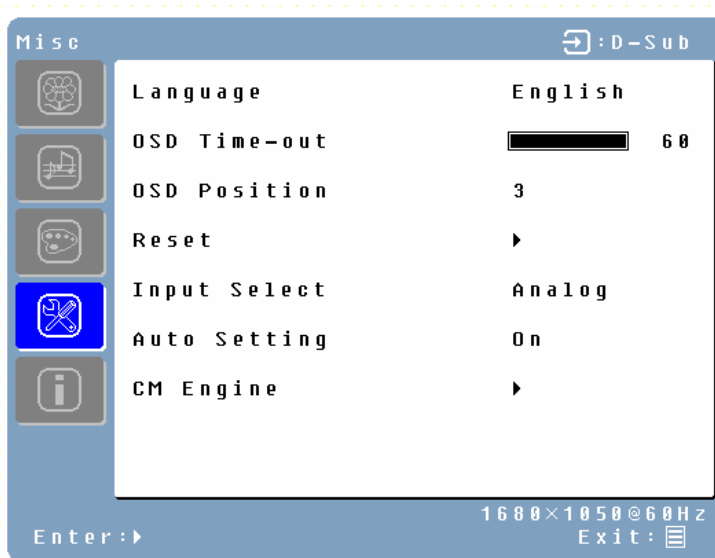 Misc :D-Sub
Language English
OSD Time-out 60
OSD Position 3
Reset
Input Select Analog
Auto Setting On
CM Engine
1680×1050@60Hz
Enter: Exit: